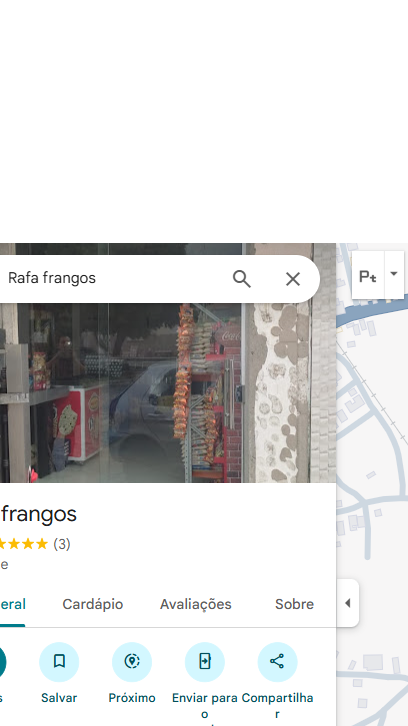 Rafa frangos
Pt
frangos
(3)
e
eral Cardápio Avaliações Sobre
s Salvar Próximo Enviar para o Compartilhar